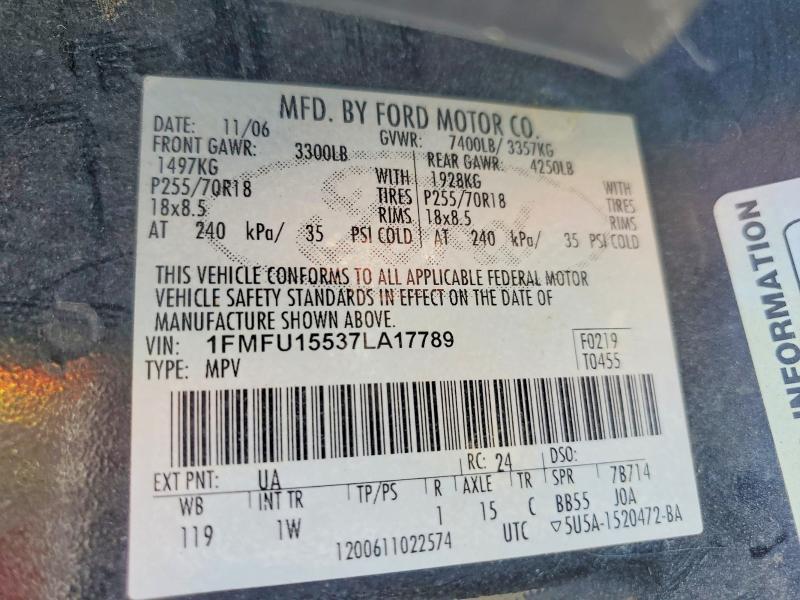 MFD. BY FORD MOTOR CO.
DATE: 11/06 GVWR: 7400LB/ 3357KG
FRONT GAWR: 3300LB REAR GAWR: 4250LB
1497KG WITH 1928KG WITH
P255/70R18 TIRES P255/70R18 TIRES
18x8.5 RIMS 18x8.5 RIMS
AT 240 kPa/ 35 PSI COLD AT 240 kPa/ 35 PSI COLD
THIS VEHICLE CONFORMS TO ALL APPLICABLE FEDERAL MOTOR
VEHICLE SAFETY STANDARDS IN EFFECT ON THE DATE OF
MANUFACTURE SHOWN ABOVE.
VIN: 1FMFU15537LA17789 F0219
TYPE: MPV T0455
EXT PNT: UA RC: 24 DSO:
WB INT TR TP/PS R AXLE TR SPR 7B714
119 1W 1 15 C BB55 JOA
1200611022574 UTC ▽5U5A-1520472-BA
INFORMATION